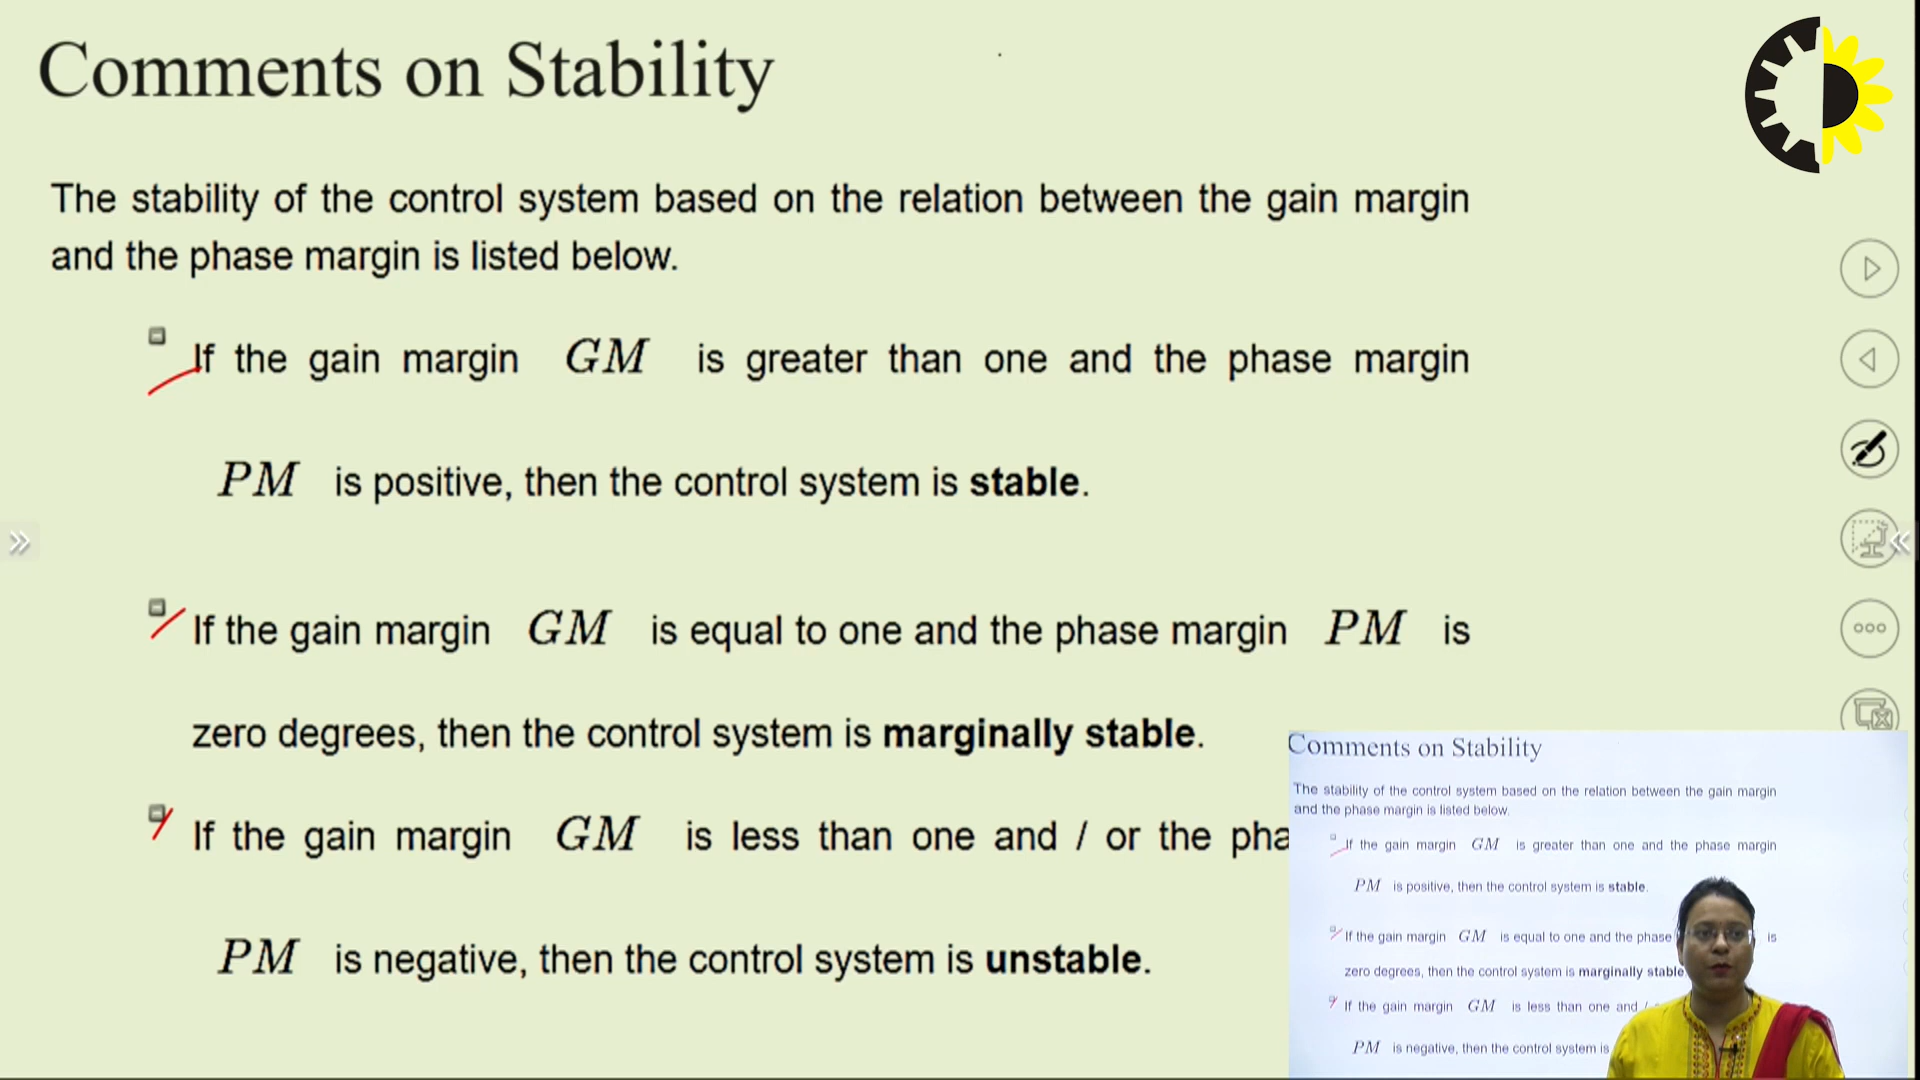 Comments on Stability
The stability of the control system based on the relation between the gain margin
and the phase margin is listed below.
If the gain margin GM is greater than one and the phase margin
PM is positive, then the control system is stable.
If the gain margin GM is equal to one and the phase margin PM is
zero degrees, then the control system is marginally stable.
If the gain margin GM is less than one and / or the pha
PM is negative, then the control system is unstable.
Comments on Stability
The stability of the control system based on the relation between the gain margin
and the phase margin is listed below.
If the gain margin GM is greater than one and the phase margin
PM is positive, then the control system is stable.
If the gain margin GM is equal to one and the phase is
zero degrees, then the control system is marginally stable
If the gain margin GM is less than one and /
PM is negative, then the control system is